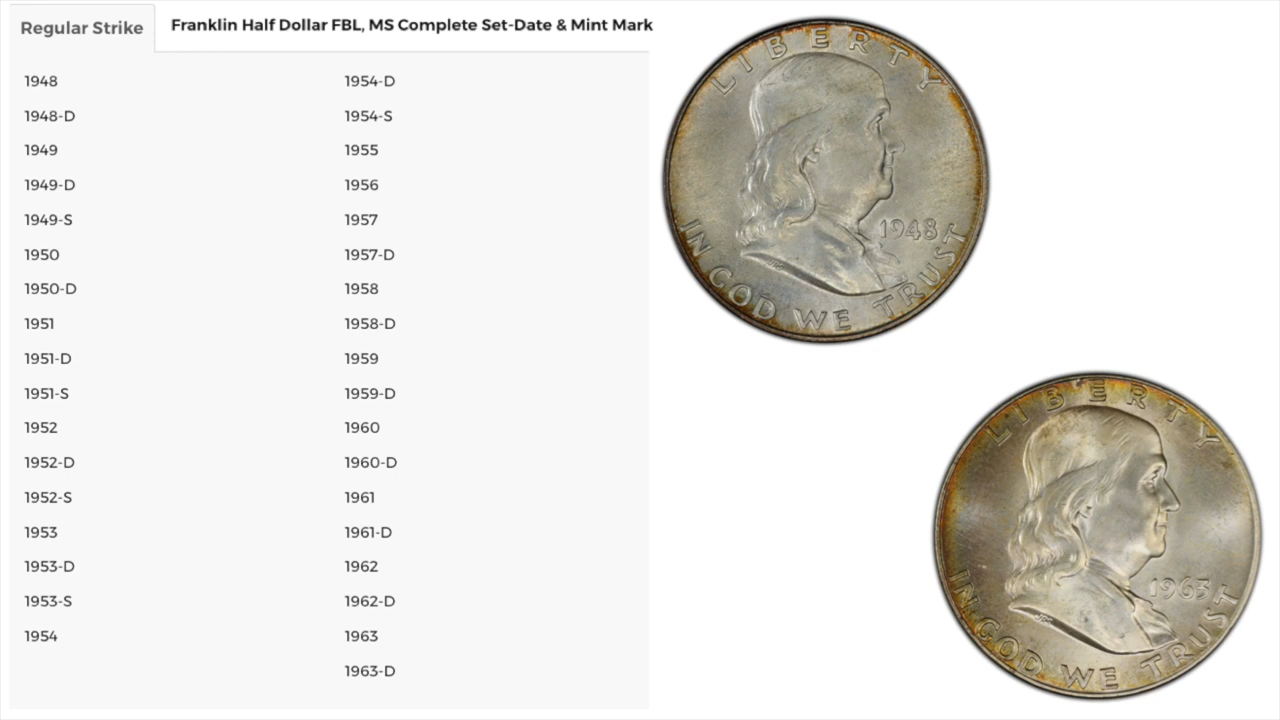 Regular Strike
Franklin Half Dollar FBL, MS Complete Set-Date & Mint Mark
1948
1948-D
1949
1949-D
1949-S
1950
1950-D
1951
1951-D
1951-S
1952
1952-D
1952-S
1953
1953-D
1953-S
1954
1954-D
1954-S
1955
1956
1957
1957-D
1958
1958-D
1959
1959-D
1960
1960-D
1961
1961-D
1962
1962-D
1963
1963-D
LIBERTY
1948
IN GOD WE TRUST
LIBERTY
1963
IN GOD WE TRUST